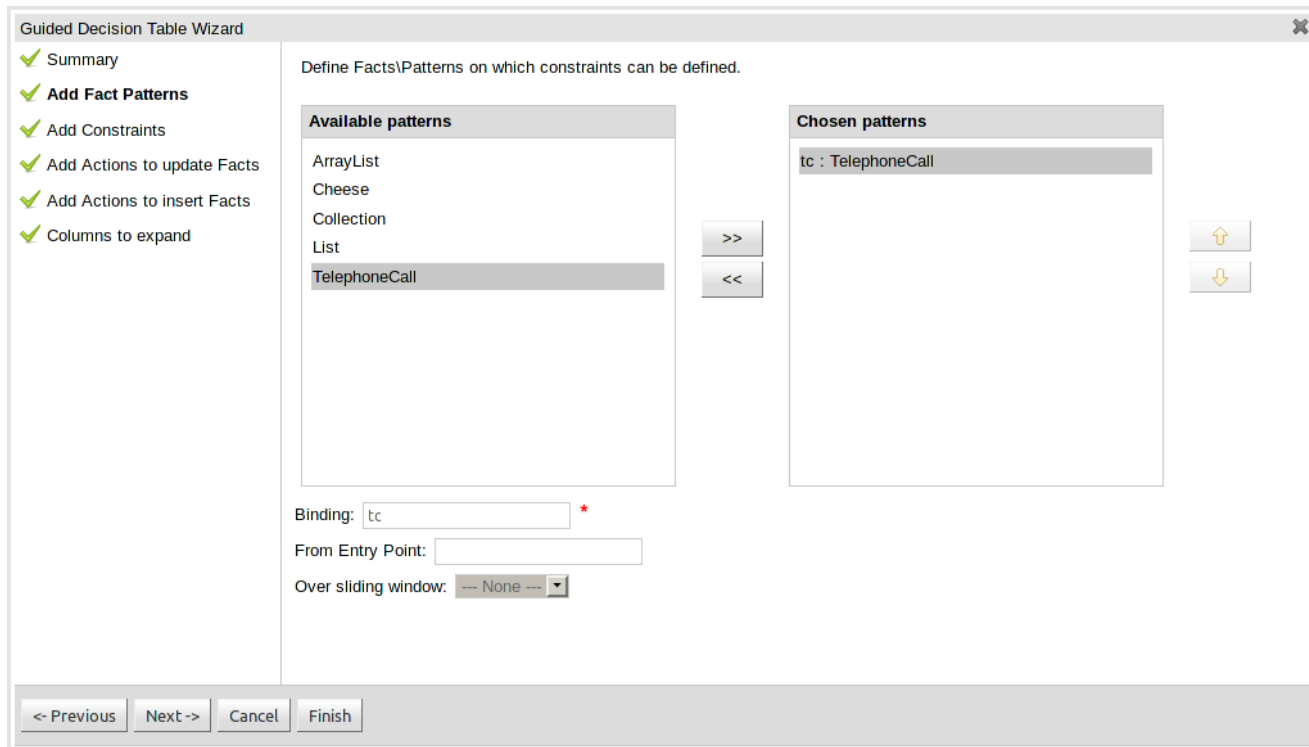 Guided Decision Table Wizard
Summary
Add Fact Patterns
Add Constraints
Add Actions to update Facts
Add Actions to insert Facts
Columns to expand
Define Facts\Patterns on which constraints can be defined.
Available patterns
ArrayList
Cheese
Collection
List
TelephoneCall
>>
<<
Chosen patterns
tc : TelephoneCall
Binding: tc *
From Entry Point:
Over sliding window: --- None ---
<- Previous Next -> Cancel Finish